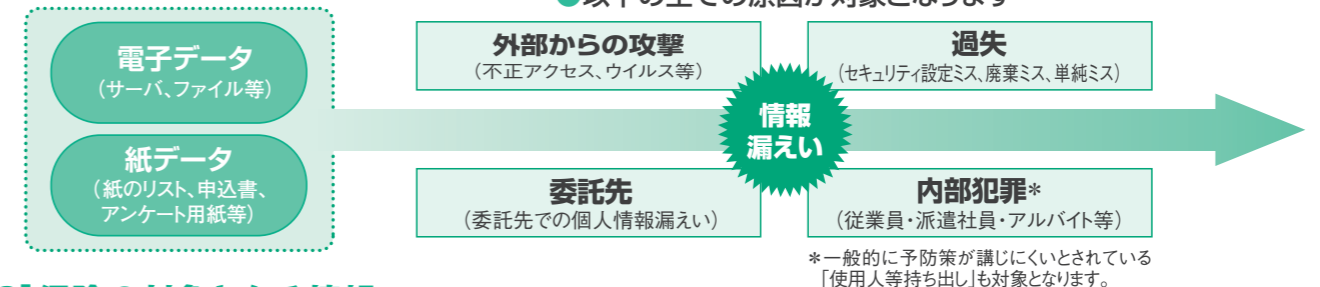 ●以下の全ての原因が対象となります
電子データ
（サーバ、ファイル等）
紙データ
（紙のリスト、申込書、
アンケート用紙等）
外部からの攻撃
（不正アクセス、ウイルス等）
過失
（セキュリティ設定ミス、廃棄ミス、単純ミス）
情報
漏えい
委託先
（委託先での個人情報漏えい）
内部犯罪＊
（従業員・派遣社員・アルバイト等）
＊一般的に予防策が講じにくいとされている
「使用人等持ち出し」も対象となります。